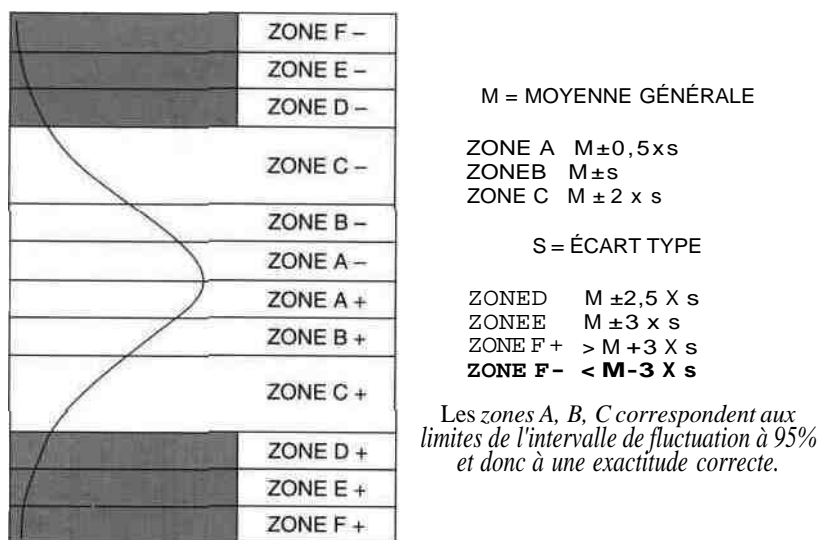 ZONE F –
ZONE E –
ZONE D –
ZONE C –
ZONE B –
ZONE A –
ZONE A +
ZONE B +
ZONE C +
ZONE D +
ZONE E +
ZONE F +
M = MOYENNE GÉNÉRALE
ZONE A M±0,5xs
ZONEB M±s
ZONE C M ± 2 x s
S = ÉCART TYPE
ZONED M ±2,5 X s
ZONEE M ±3 x s
ZONE F+ > M +3 X s
ZONE F- < M-3 X s
Les zones A, B, C correspondent aux
limites de l'intervalle de fluctuation à 95%
et donc à une exactitude correcte.